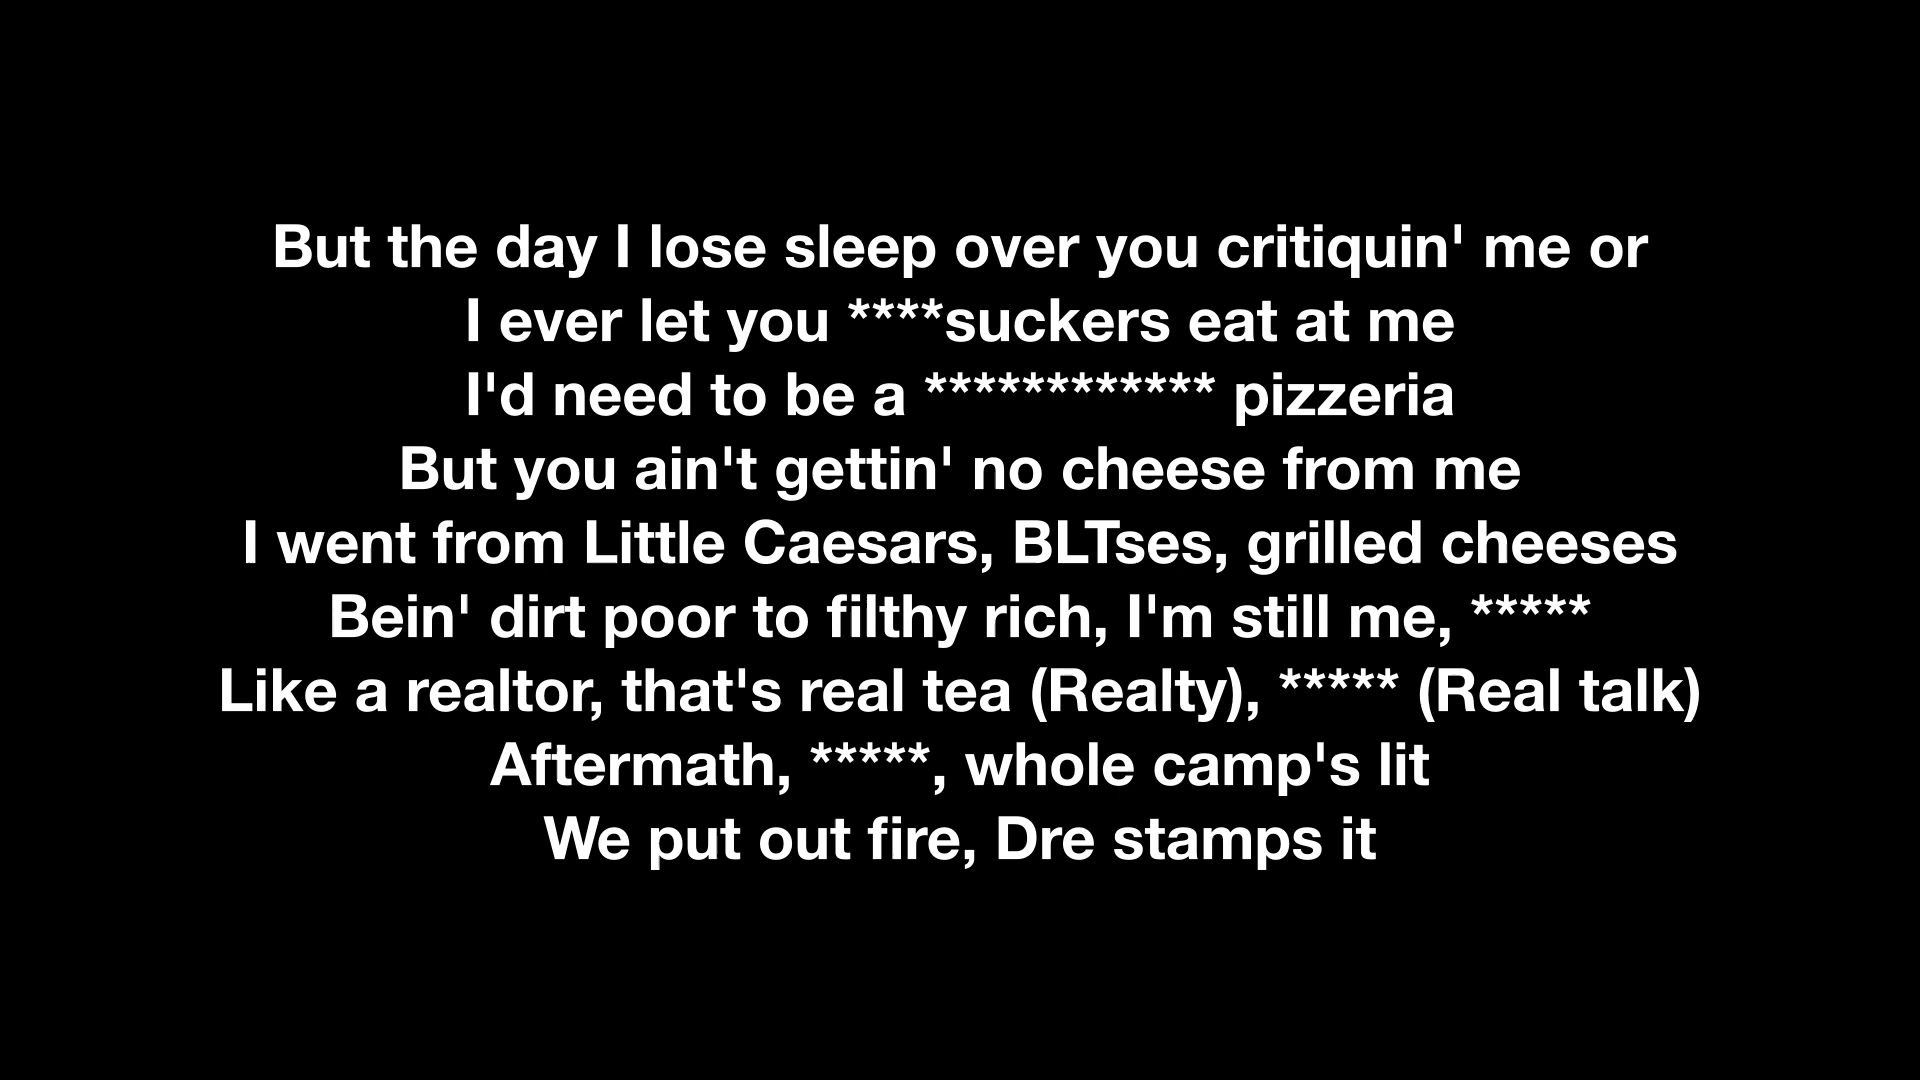 But the day I lose sleep over you critiquin' me or
I ever let you ****suckers eat at me
I'd need to be a ************ pizzeria
But you ain't gettin' no cheese from me
I went from Little Caesars, BLTses, grilled cheeses
Bein' dirt poor to filthy rich, I'm still me, *****
Like a realtor, that's real tea (Realty), ***** (Real talk)
Aftermath, *****, whole camp's lit
We put out fire, Dre stamps it